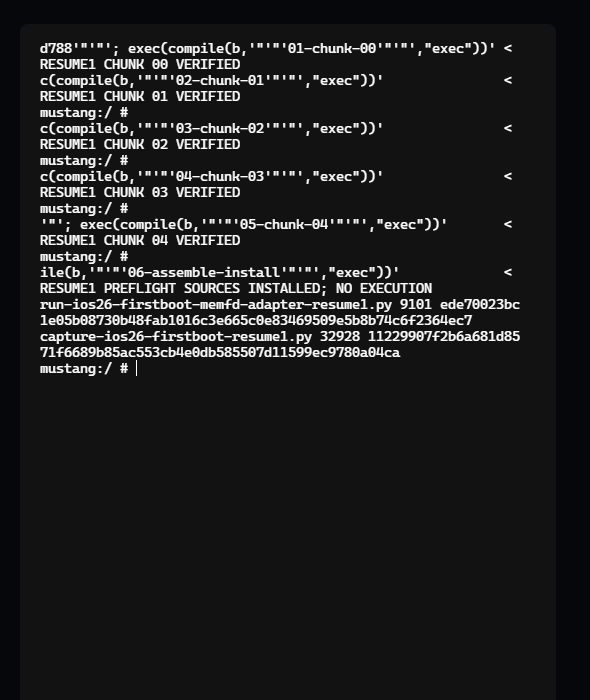 d788'"'"'; exec(compile(b,'"'"'01-chunk-00'"'"',"exec"))' <
RESUME1 CHUNK 00 VERIFIED
c(compile(b,'"'"'02-chunk-01'"'"',"exec"))' <
RESUME1 CHUNK 01 VERIFIED
mustang:/ #
c(compile(b,'"'"'03-chunk-02'"'"',"exec"))' <
RESUME1 CHUNK 02 VERIFIED
mustang:/ #
c(compile(b,'"'"'04-chunk-03'"'"',"exec"))' <
RESUME1 CHUNK 03 VERIFIED
mustang:/ #
'"'; exec(compile(b,'"'"'05-chunk-04'"'"',"exec"))' <
RESUME1 CHUNK 04 VERIFIED
mustang:/ #
ile(b,'"'"'06-assemble-install'"'"',"exec"))' <
RESUME1 PREFLIGHT SOURCES INSTALLED; NO EXECUTION
run-ios26-firstboot-memfd-adapter-resume1.py 9101 ede70023bc
1e05b08730b48fab1016c3e665c0e83469509e5b8b74c6f2364ec7
capture-ios26-firstboot-resume1.py 32928 11229907f2b6a681d85
71f6689b85ac553cb4e0db585507d11599ec9780a04ca
mustang:/ #